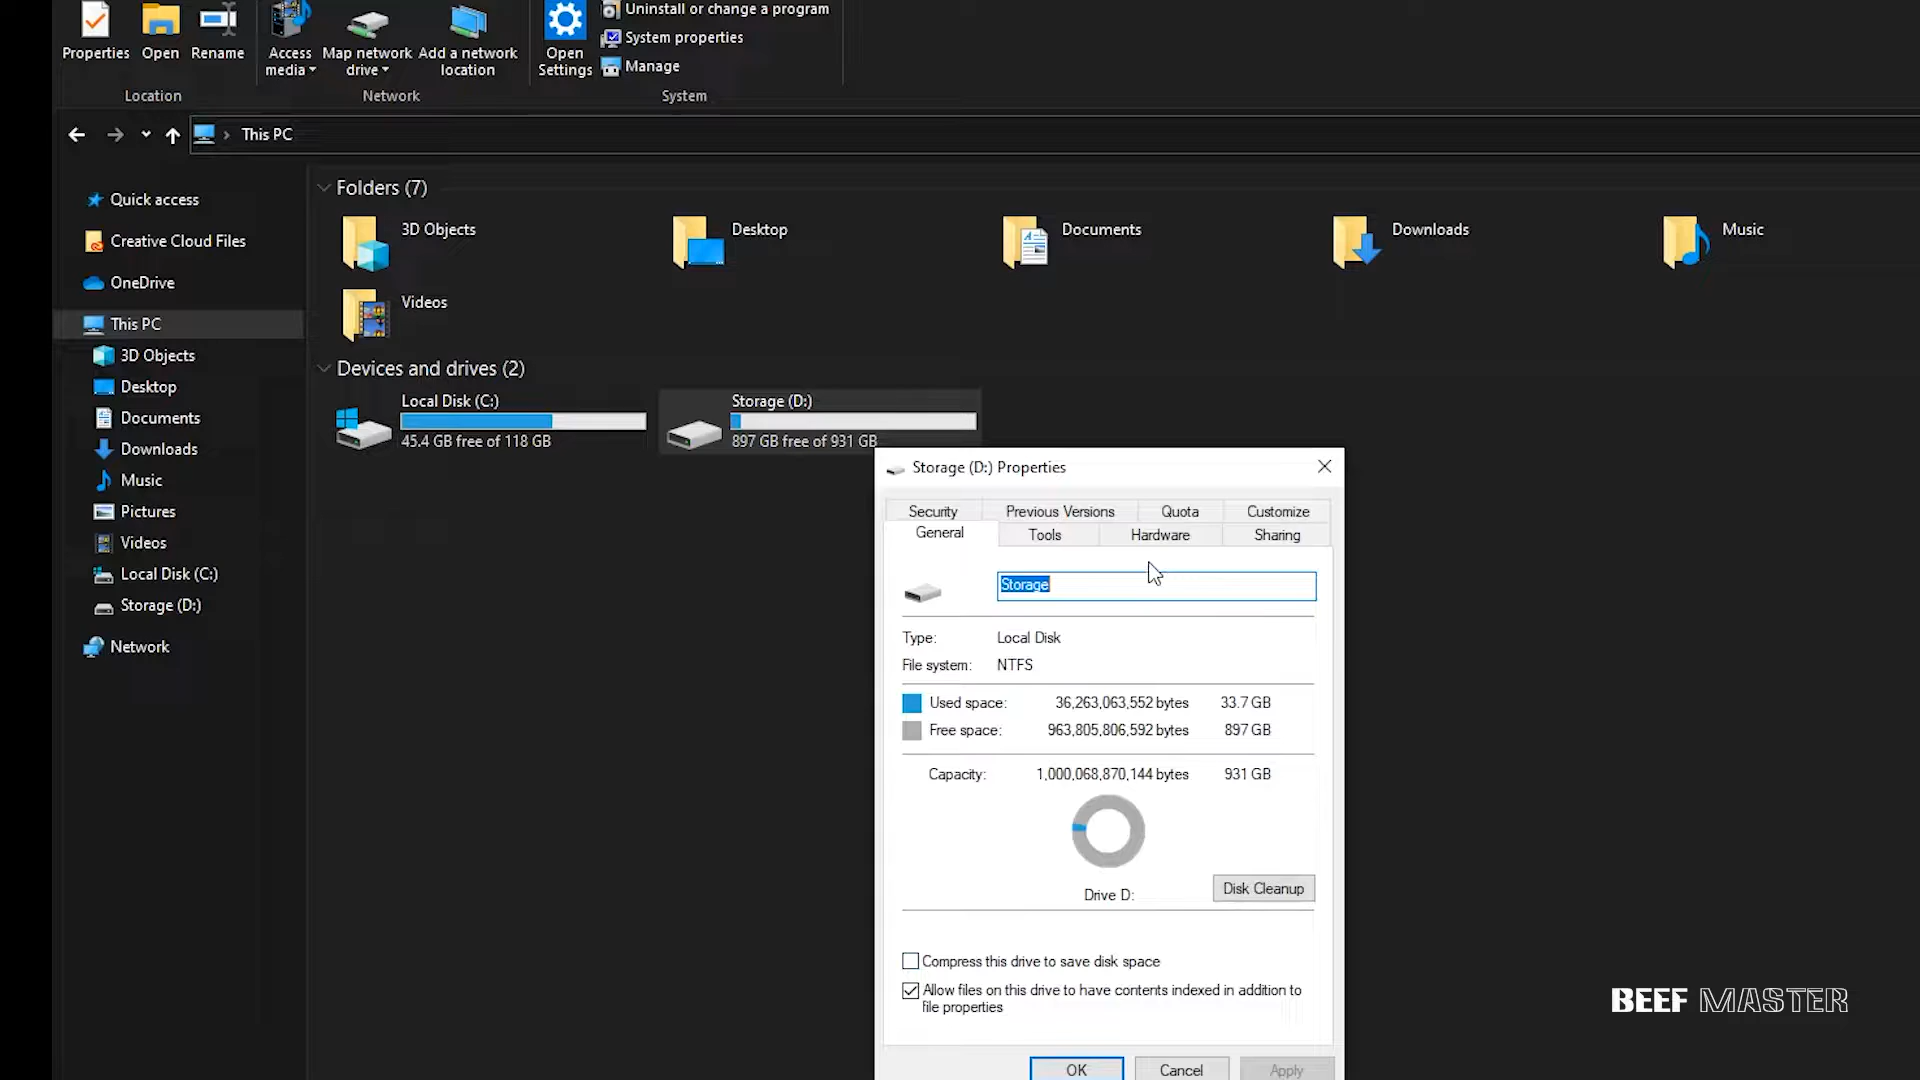 Uninstall or change a program
System properties
Manage
Properties Open Rename Access media Map network drive Add a network location Open Settings
Location Network System
This PC
Quick access
Creative Cloud Files
OneDrive
This PC
3D Objects
Desktop
Documents
Downloads
Music
Pictures
Videos
Local Disk (C:)
Storage (D:)
Network
Folders (7)
3D Objects Desktop Documents Downloads Music
Videos
Devices and drives (2)
Local Disk (C:)
45.4 GB free of 118 GB
Storage (D:)
897 GB free of 931 GB
Storage (D:) Properties
Security Previous Versions Quota Customize
General Tools Hardware Sharing
Storage
Type: Local Disk
File system: NTFS
Used space: 36,263,063,552 bytes 33.7 GB
Free space: 963,805,806,592 bytes 897 GB
Capacity: 1,000,068,870,144 bytes 931 GB
Drive D: Disk Cleanup
Compress this drive to save disk space
Allow files on this drive to have contents indexed in addition to
file properties
OK Cancel Apply
BEEF MASTER